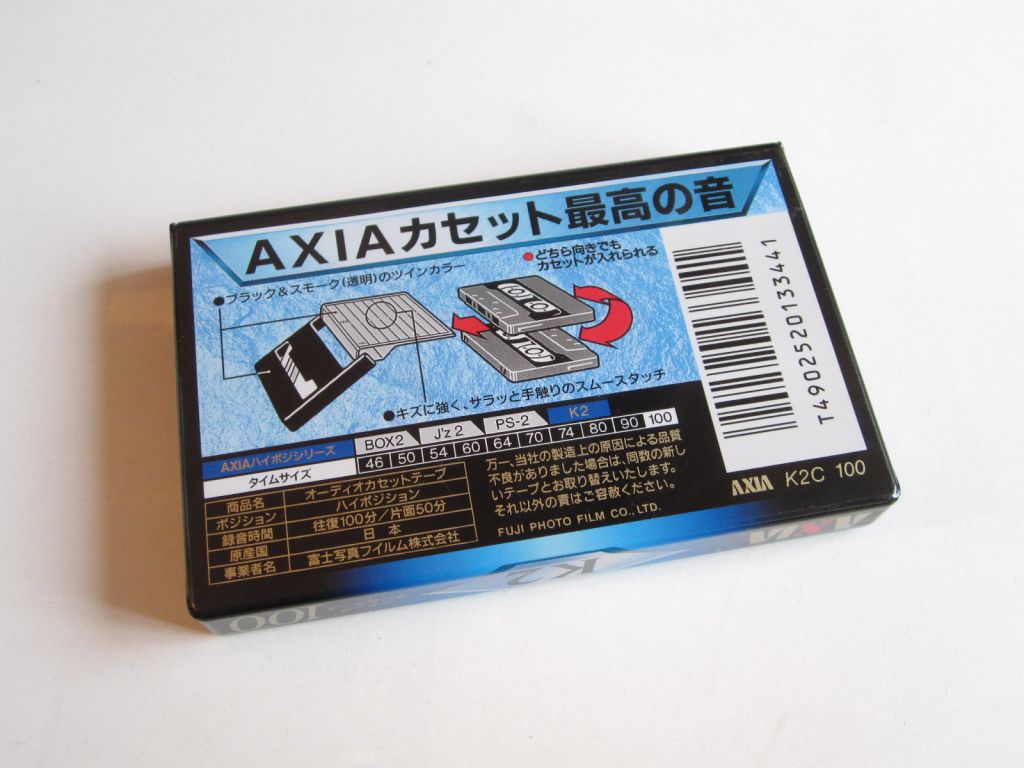 AXIAカセット最高の音
●ブラック&スモーク(透明)のツインカラー
●どちら向きでも
カセットが入れられる
●キズに強く、サラッと手触りのスムースタッチ
T4902520133441
AXIAハイポジシリーズ BOX2 J'z 2 PS-2 K2
タイムサイズ 46 50 54 60 64 70 74 80 90 100
商品名 オーディオカセットテープ
ポジション ハイポジション
録音時間 往復100分/片面50分
原産国 日本
事業者名 富士写真フイルム株式会社
万一、当社の製造上の原因による品質
不良がありました場合は、同数の新し
いテープとお取り替えいたします。
それ以外の責はご容赦ください。
FUJI PHOTO FILM CO., LTD.
AXIA K2C 100
AXIA
K2
100